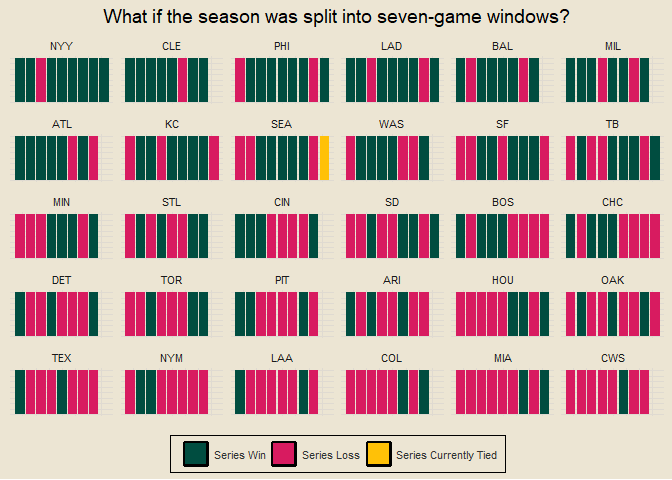 What if the season was split into seven-game windows?
NYY CLE PHI LAD BAL MIL
ATL KC SEA WAS SF TB
MIN STL CIN SD BOS CHC
DET TOR PIT ARI HOU OAK
TEX NYM LAA COL MIA CWS
Series Win Series Loss Series Currently Tied